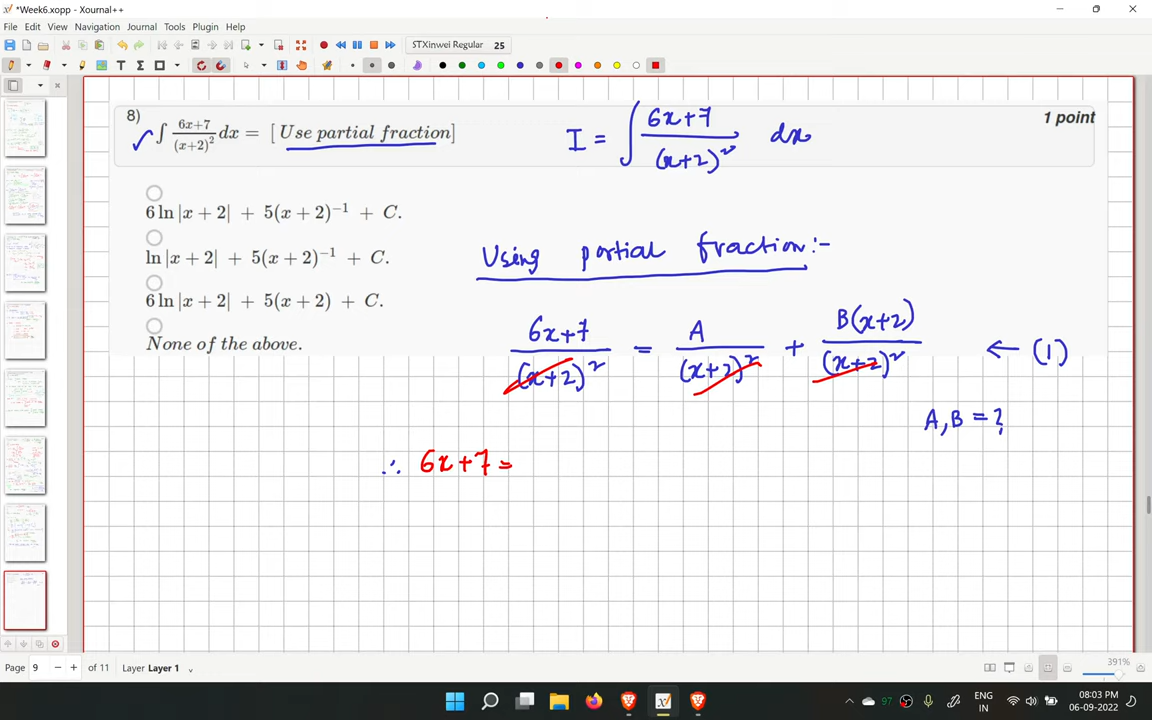 *Week6.xopp - Xournal++
File Edit View Navigation Journal Tools Plugin Help
STXinwei Regular 25
8) ∫ 6x+7/(x+2)² dx = [ Use partial fraction]
I = ∫ 6x+7/(x+2)² dx
1 point
6 ln |x + 2| + 5(x + 2)⁻¹ + C.
ln |x + 2| + 5(x + 2)⁻¹ + C.
6 ln |x + 2| + 5(x + 2) + C.
None of the above.
Using partial fraction:-
6x+7/(x+2)² = A/(x+2)² + B(x+2)/(x+2)² ← (1)
A,B = ?
∴ 6x+7 =
Page 9 of 11 Layer Layer 1
391%
97
ENG
IN
08:03 PM
06-09-2022